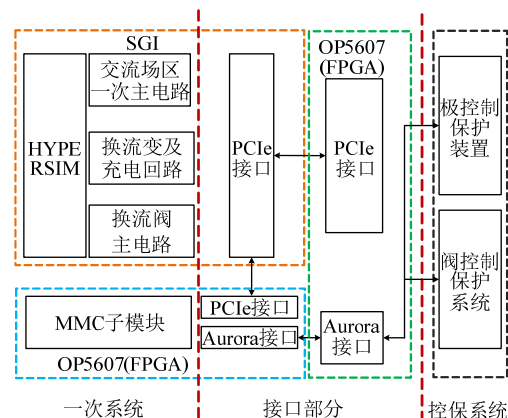 SGI
HYPE
RSIM
交流场区
一次主电路
换流变及
充电回路
换流阀
主电路
PCIe
接口
OP5607
(FPGA)
PCIe
接口
极控制
保护
装置
阀控制
保护
系统
MMC子模块
PCIe接口
Aurora接口
Aurora
接口
OP5607(FPGA)
一次系统
接口部分
控保系统